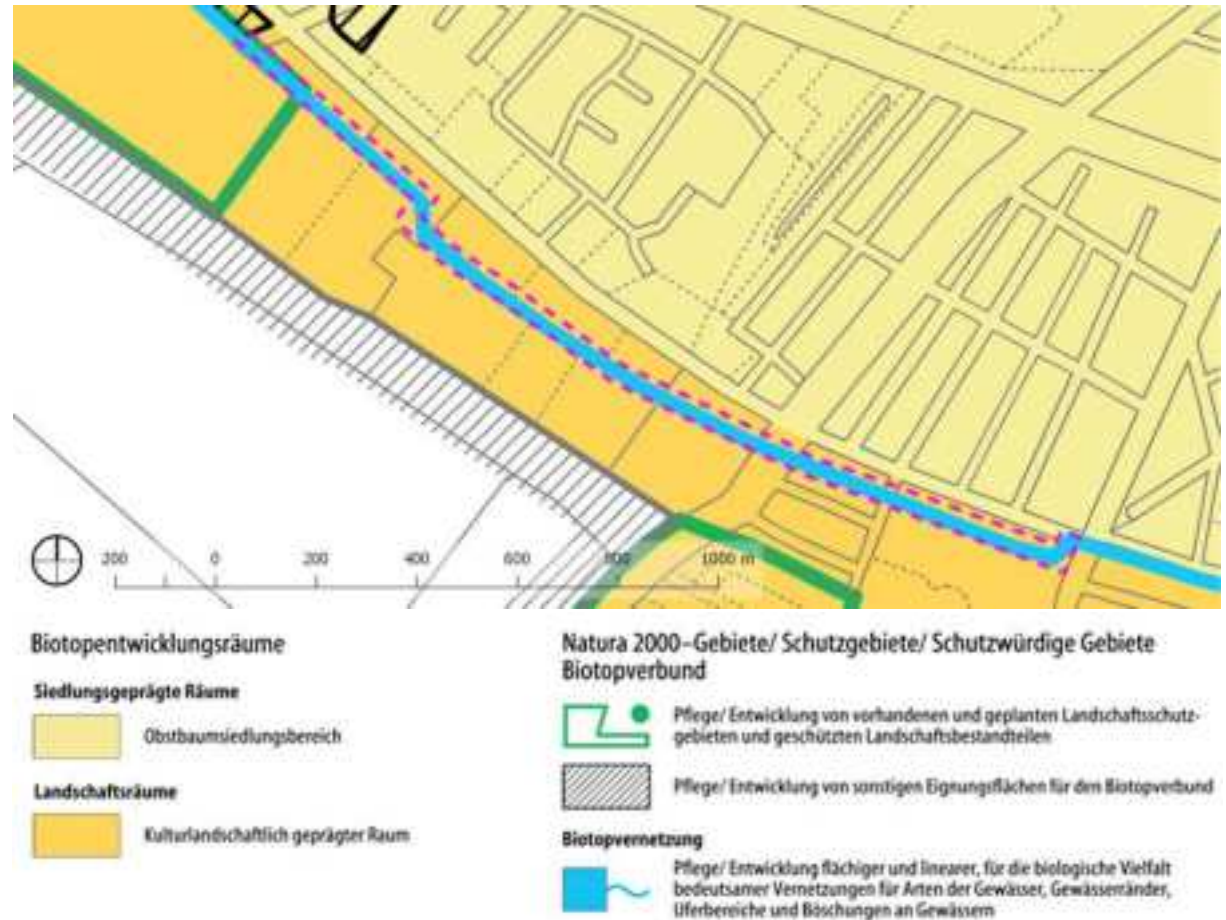 200 0 200 400 600 800 1000 m
Biotopentwicklungsräume
Siedlungsgeprägte Räume
Obstbaumsiedlungsbereich
Landschaftsräume
Kulturlandschaftlich geprägter Raum
Natura 2000-Gebiete/ Schutzgebiete/ Schutzwürdige Gebiete
Biotopverbund
Pflege/ Entwicklung von vorhandenen und geplanten Landschaftsschutz-
gebieten und geschützten Landschaftsbestandteilen
Pflege/ Entwicklung von sonstigen Eignungsflächen für den Biotopverbund
Biotopvernetzung
Pflege/ Entwicklung flächiger und linearer, für die biologische Vielfalt
bedeutsamer Vernetzungen für Arten der Gewässer, Gewässerränder,
Uferbereiche und Böschungen an Gewässern